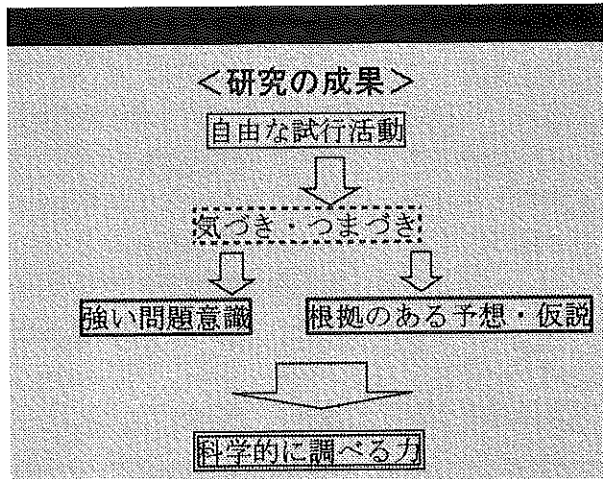 ＜研究の成果＞
自由な試行活動
気づき・つまづき
強い問題意識
根拠のある予想・仮説
科学的に調べる力